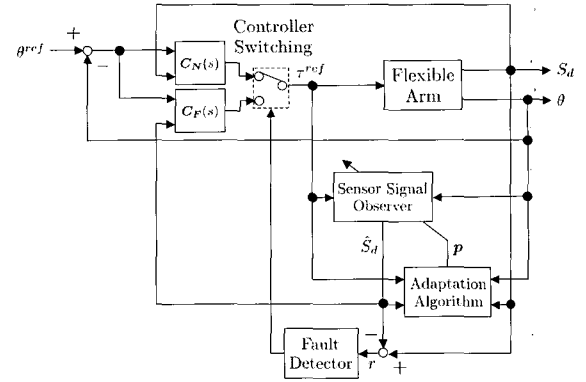 Controller
Switching
θ^ref
+
−
C_N(s)
C_F(s)
τ^ref
Flexible
Arm
S_d
θ
Sensor Signal
Observer
Ŝ_d
p
Adaptation
Algorithm
−
Fault
Detector
r
+